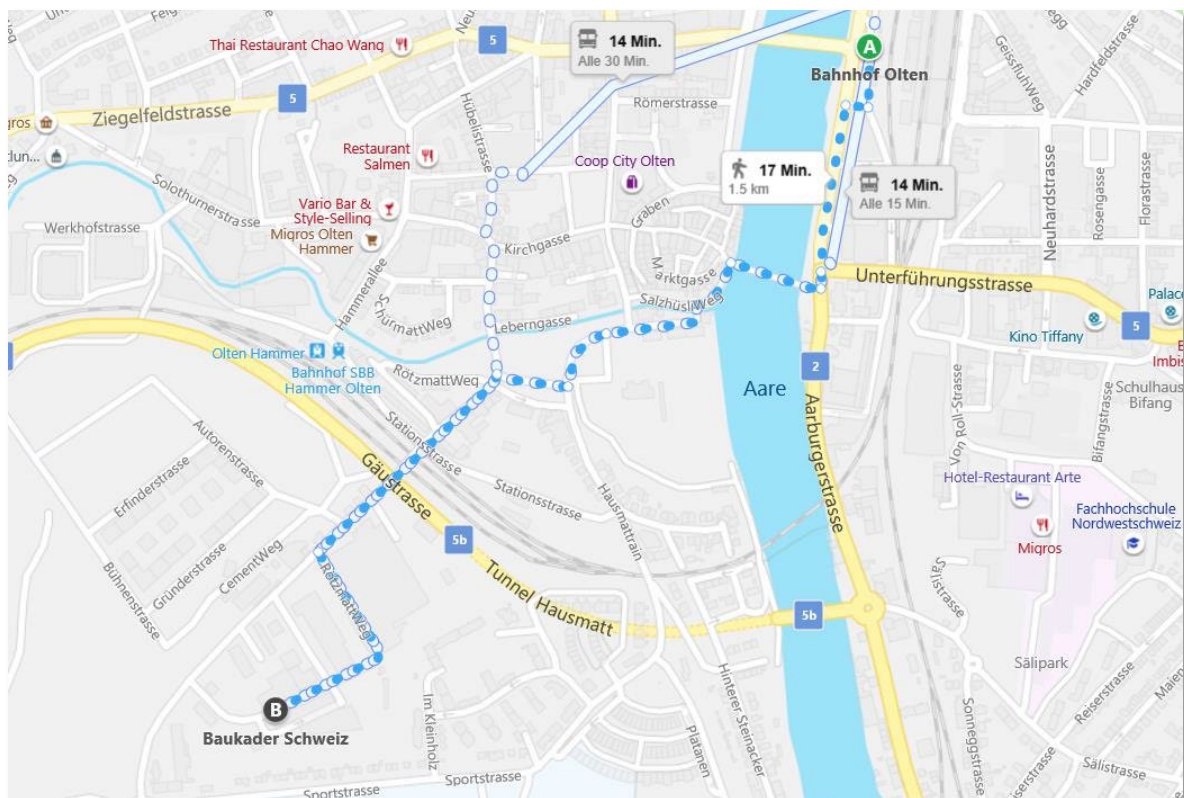 Thai Restaurant Chao Wang
5
14 Min.
Alle 30 Min.
A
Bahnhof Olten
Neue
GeissfluhWeg
Hardfeldstrasse
5
Ziegelfeldstrasse
Hübelistrasse
Römerstrasse
Restaurant
Salmen
Coop City Olten
17 Min.
1.5 km
14 Min.
Alle 15 Min.
Neuhardstrasse
Rosengasse
Florastrasse
Solothurnerstrasse
Vario Bar &
Style-Selling
Migros Olten
Hammer
Werkhofstrasse
Graben
Kirchgasse
Marktgasse
SalzhüsliWeg
Unterführungsstrasse
Hammerallee
SchürmattWeg
Leberngasse
Palace
5
Kino Tiffany
Imbis
Olten Hammer
Bahnhof SBB
Hammer Olten
RötzmattWeg
2
Aare
Schulhaus
Bifang
Bifangstrasse
Von Roll-Strasse
Aarburgerstrasse
Stationsstrasse
Autorenstrasse
Erfinderstrasse
Gäustrasse
Stationsstrasse
Hausmattrain
Hotel-Restaurant Arte
Fachhochschule
Nordwestschweiz
Migros
5b
CementWeg
Gründerstrasse
Bühnenstrasse
RötzmattWeg
Tunnel Hausmatt
5b
Sälistrasse
Sälipark
Reiserstrasse
Maien
B
Baukader Schweiz
Im Kleinholz
Hinterer Steinacker
Platanen
Sonneggstrasse
Sälistrasse
Sportstrasse
Sportstrasse